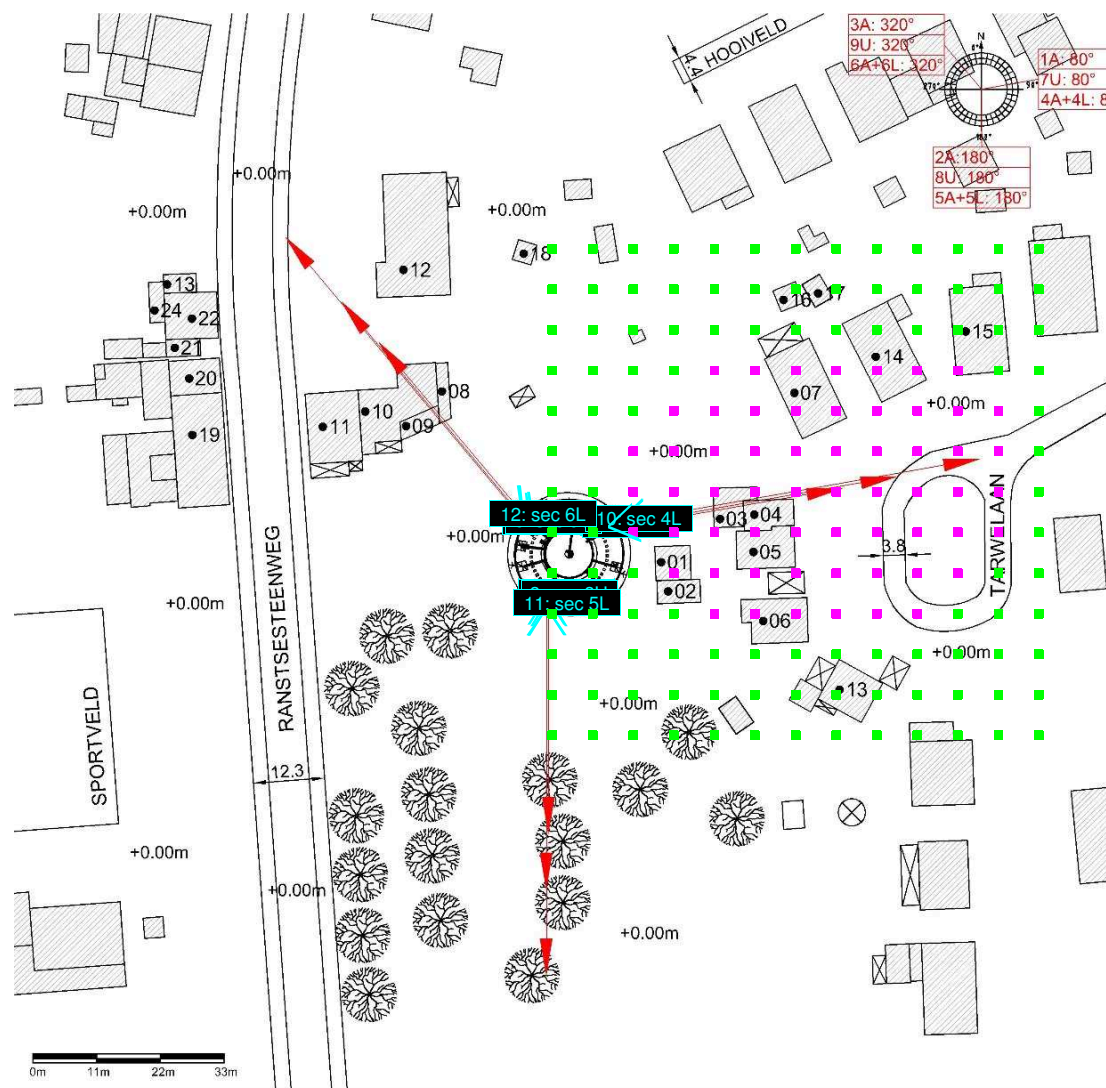 3A: 320°
9U: 320°
6A+6L: 320°
N
0°
1A: 80°
7U: 80°
4A+4L: 8
270°
90°
180°
2A:180°
8U: 180°
5A+5L: 180°
4.4
HOOIVELD
+0.00m
+0.00m
+0.00m
18
12
13
24
22
16
17
15
21
14
20
08
07
10
09
11
+0.00m
19
+0.00m
12: sec 6L
10: sec 4L
03
04
+0.00m
05
01
3.8
TARWELAAN
02
11: sec 5L
+0.00m
06
RANSTSESTEENWEG
+0.00m
13
+0.00m
SPORTVELD
12.3
+0.00m
+0.00m
+0.00m
0m
11m
22m
33m